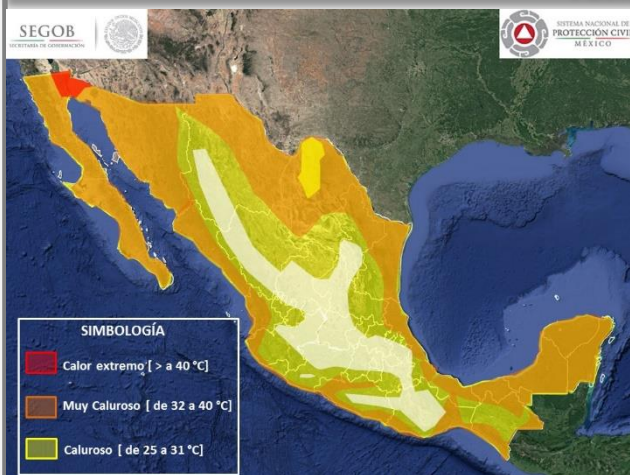 SEGOB
SECRETARÍA DE GOBERNACIÓN
SISTEMA NACIONAL DE
PROTECCIÓN CIVIL
MÉXICO
SIMBOLOGÍA
Calor extremo [ > a 40 °C]
Muy Caluroso [ de 32 a 40 °C]
Caluroso [ de 25 a 31 °C]